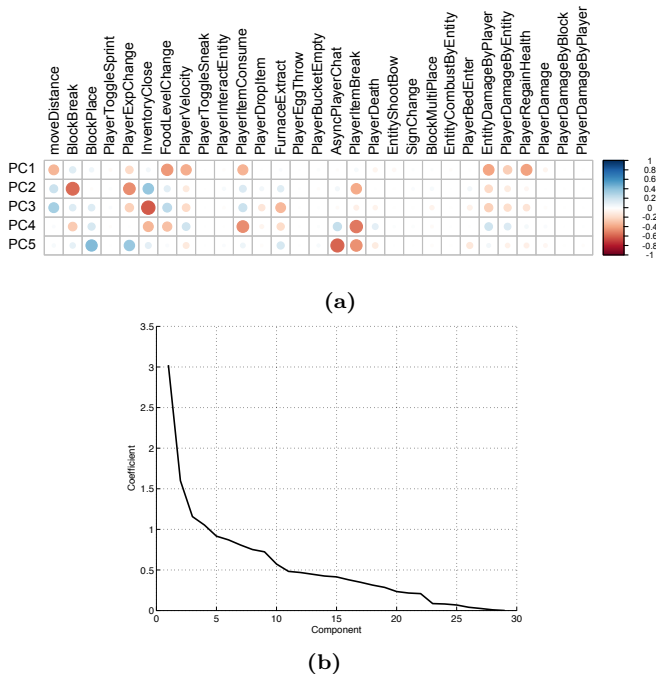 moveDistance
BlockBreak
BlockPlace
PlayerToggleSprint
PlayerExpChange
InventoryClose
FoodLevelChange
PlayerVelocity
PlayerToggleSneak
PlayerInteractEntity
PlayerItemConsume
PlayerDropItem
FurnaceExtract
PlayerEggThrow
PlayerBucketEmpty
AsyncPlayerChat
PlayerItemBreak
PlayerDeath
EntityShootBow
SignChange
BlockMultiPlace
EntityCombustByEntity
PlayerBedEnter
EntityDamageByPlayer
PlayerDamageByEntity
PlayerRegainHealth
PlayerDamage
PlayerDamageByBlock
PlayerDamageByPlayer
PC1
PC2
PC3
PC4
PC5
1
0.8
0.6
0.4
0.2
0
-0.2
-0.4
-0.6
-0.8
-1
(a)
3.5
3
2.5
2
1.5
1
0.5
0
Coefficient
0 5 10 15 20 25 30
Component
(b)